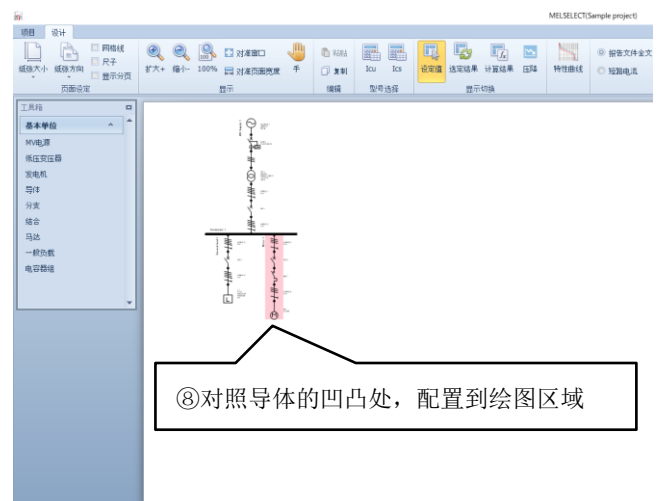 MELSELECT(Sample project)
项目 设计
纸张大小 纸张方向 网格线 尺子 显示分页
扩大+ 缩小- 100% 对准窗口 对准页面宽度 手
粘贴 复制
Icu Ics
设定值 选定结果 计算结果 压降
特性曲线
报告文件全文
短路电流
页面设定 显示 编辑 型号选择 显示切换
工具箱
基本单位
MV电源
低压变压器
发电机
导体
分支
结合
马达
一般负载
电容器组
L
M
⑧对照导体的凹凸处，配置到绘图区域